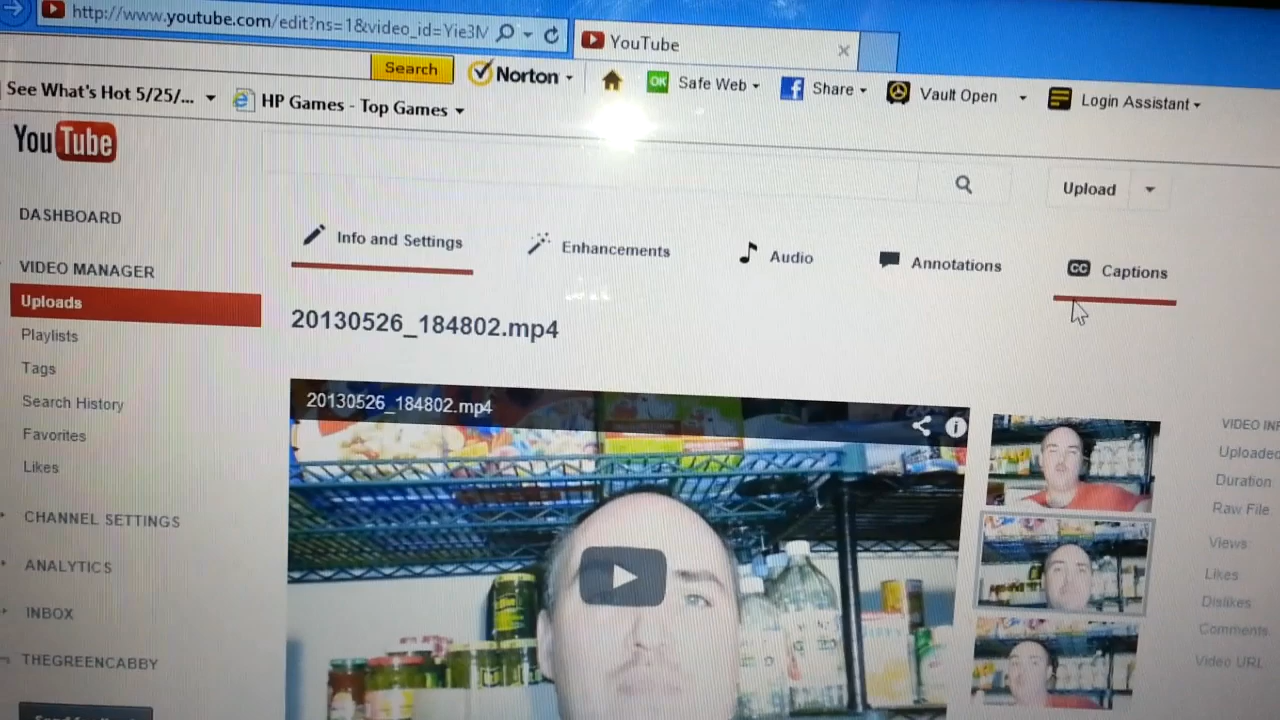 http://www.youtube.com/edit?ns=1&video_id=Yie3M
YouTube
Search
Norton
OK
Safe Web
Share
Vault Open
Login Assistant
See What's Hot 5/25/...
HP Games - Top Games
YouTube
Upload
DASHBOARD
Info and Settings
Enhancements
Audio
Annotations
CC
Captions
VIDEO MANAGER
Uploads
Playlists
Tags
Search History
Favorites
Likes
CHANNEL SETTINGS
ANALYTICS
INBOX
THEGREENCABBY
20130526_184802.mp4
20130526_184802.mp4
VIDEO INF
Uploaded
Duration
Raw File
Views:
Likes
Dislikes
Comments
Video URL